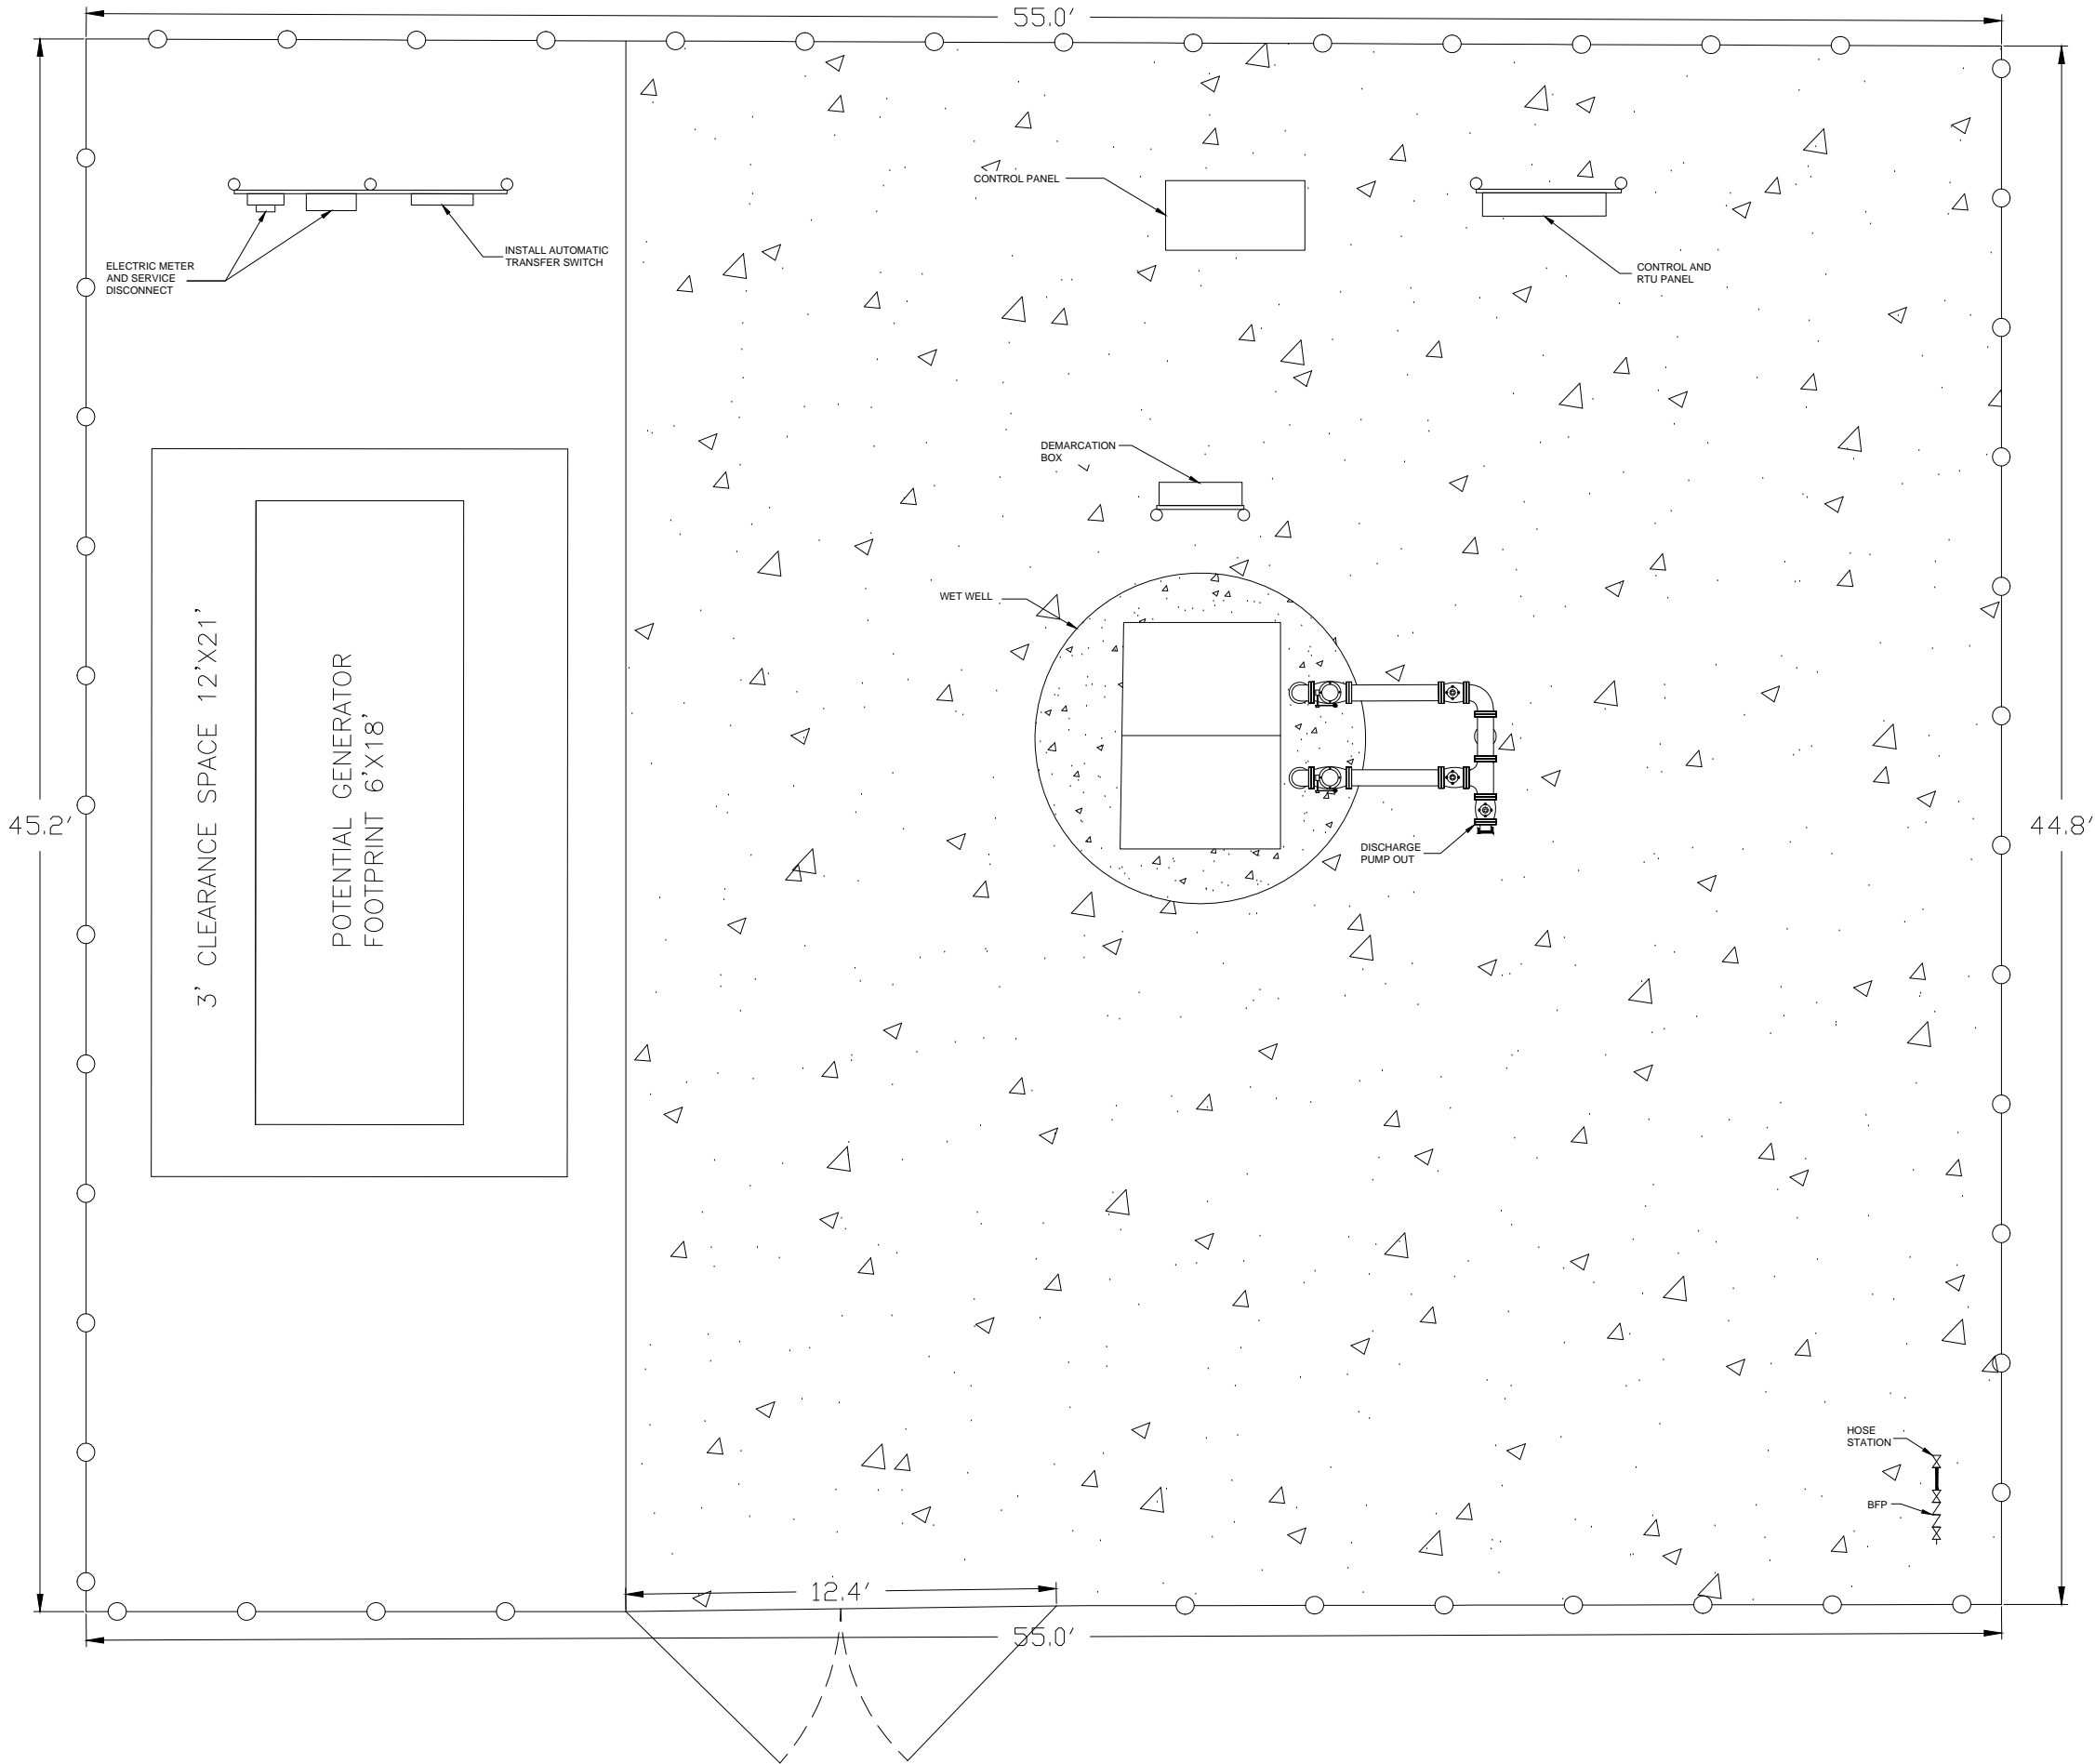 55.0'
CONTROL PANEL
ELECTRIC METER
AND SERVICE
DISCONNECT
INSTALL AUTOMATIC
TRANSFER SWITCH
CONTROL AND
RTU PANEL
DEMARCATION
BOX
WET WELL
3' CLEARANCE SPACE 12'X21'
POTENTIAL GENERATOR
FOOTPRINT 6'X18'
45.2'
44.8'
DISCHARGE
PUMP OUT
HOSE
STATION
BFP
12.4'
55.0'